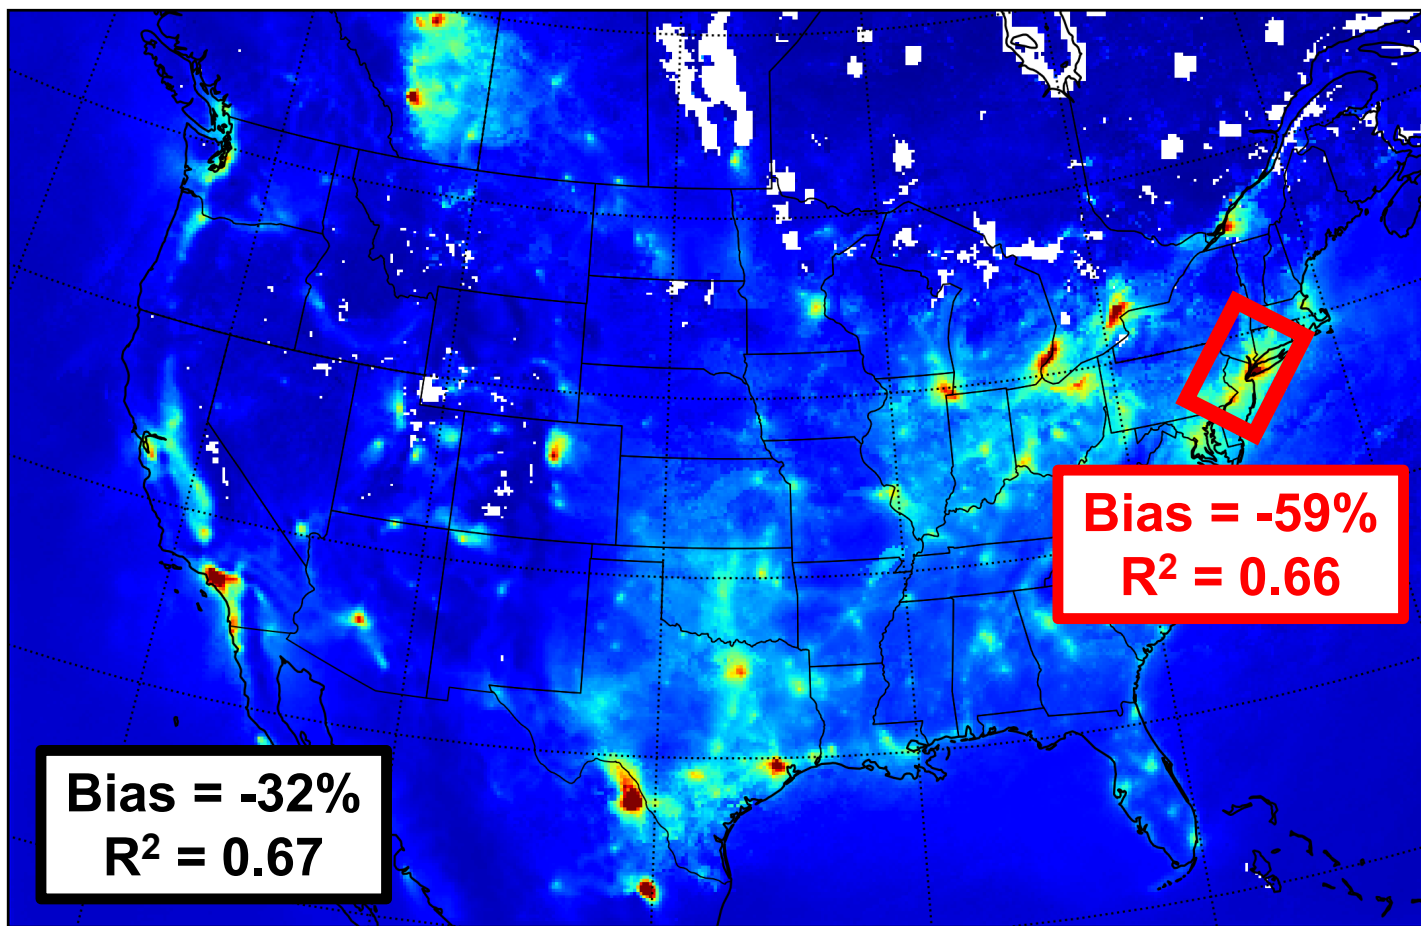 Bias = -59%
R² = 0.66
Bias = -32%
R² = 0.67